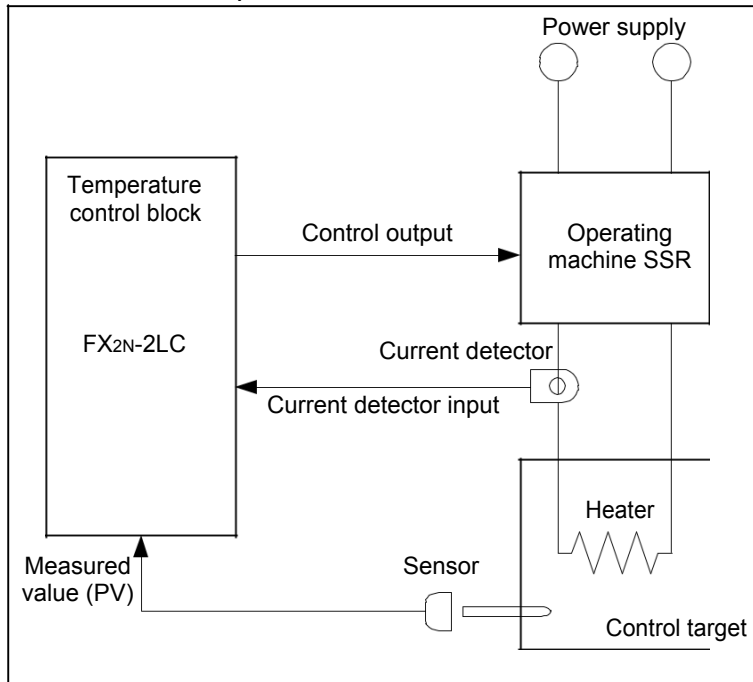 Power supply
Temperature
control block
Control output
Operating
machine SSR
FX2N-2LC
Current detector
Current detector input
Heater
Measured
value (PV)
Sensor
Control target